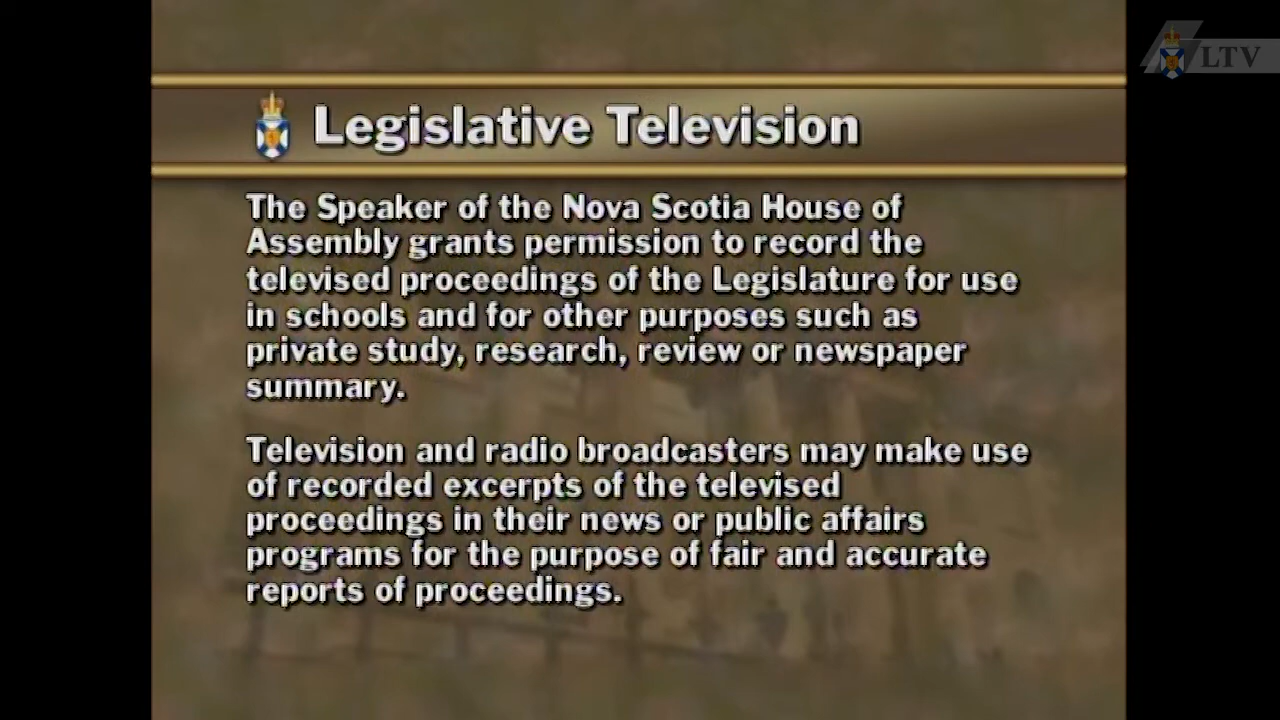 LTV
Legislative Television
The Speaker of the Nova Scotia House of
Assembly grants permission to record the
televised proceedings of the Legislature for use
in schools and for other purposes such as
private study, research, review or newspaper
summary.
Television and radio broadcasters may make use
of recorded excerpts of the televised
proceedings in their news or public affairs
programs for the purpose of fair and accurate
reports of proceedings.